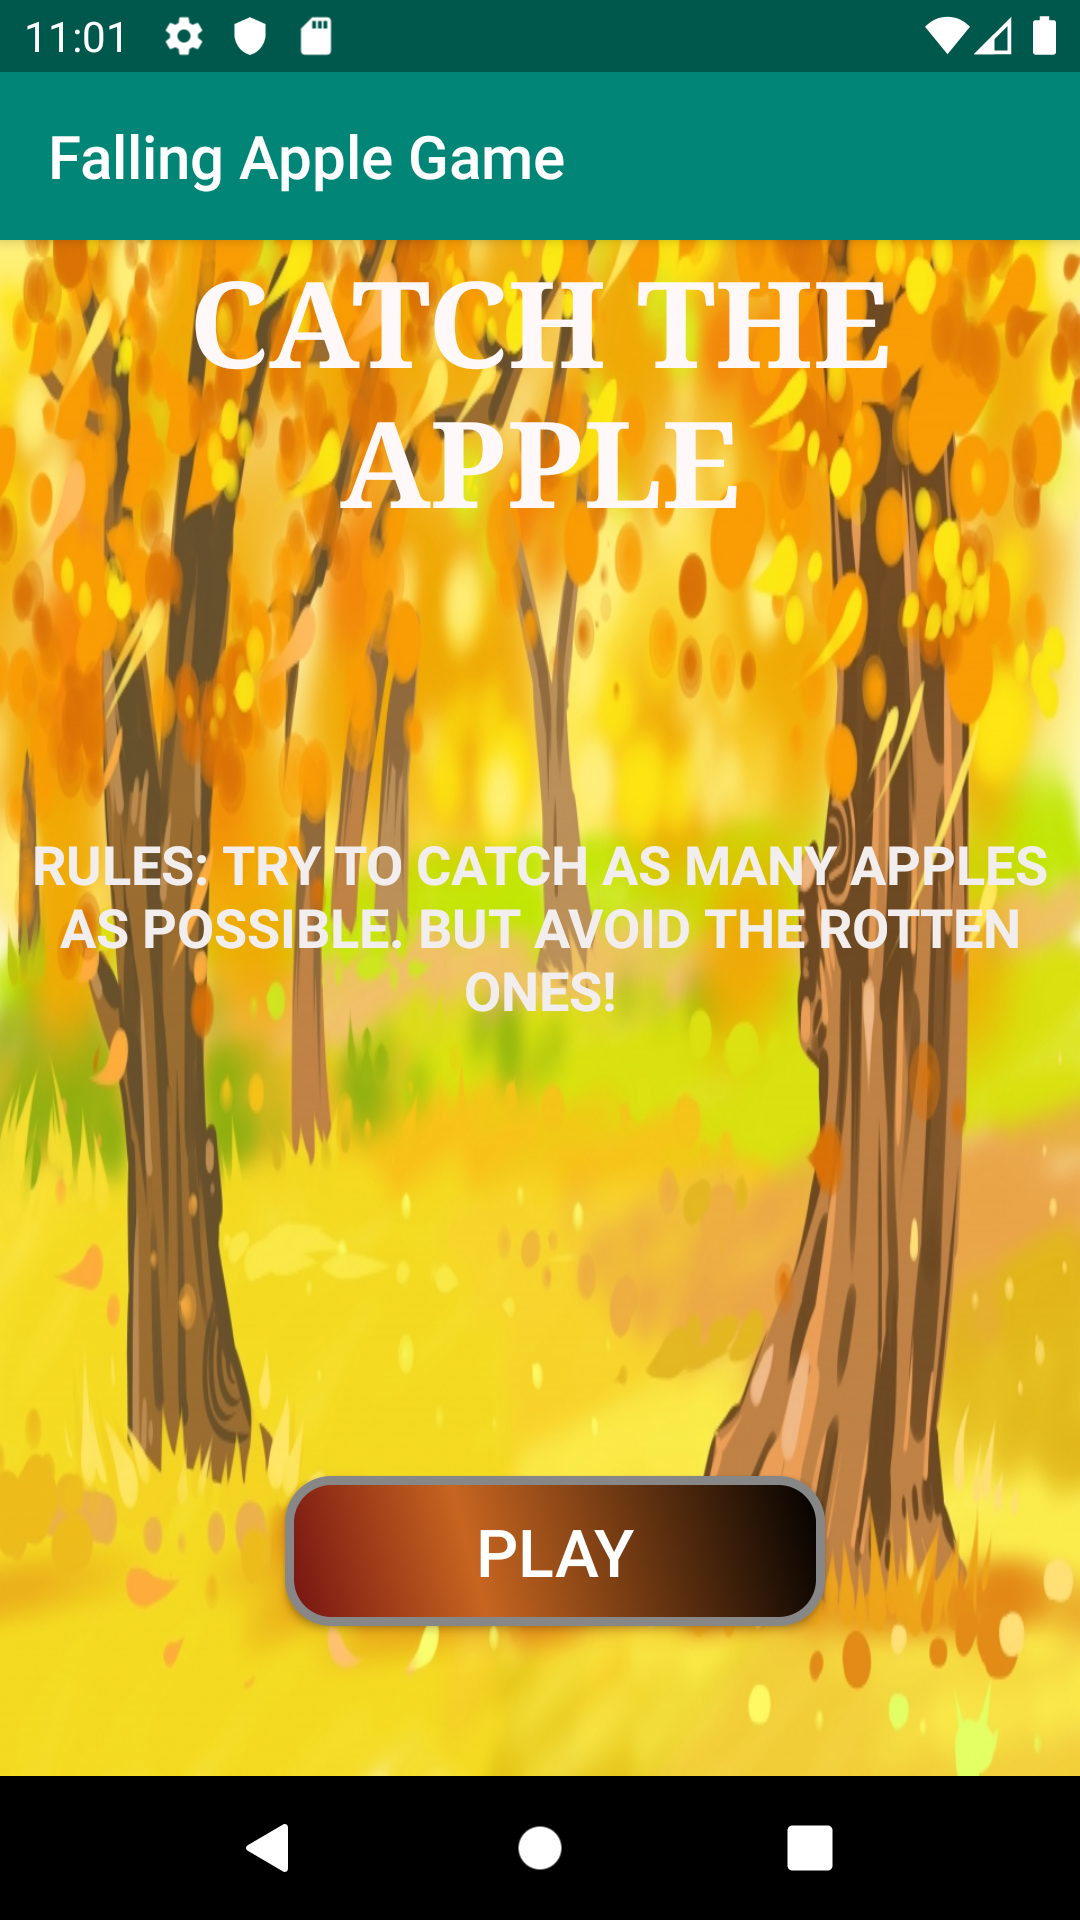 11:01
Falling Apple Game
CATCH THE
APPLE
RULES: TRY TO CATCH AS MANY APPLES
AS POSSIBLE. BUT AVOID THE ROTTEN
ONES!
PLAY